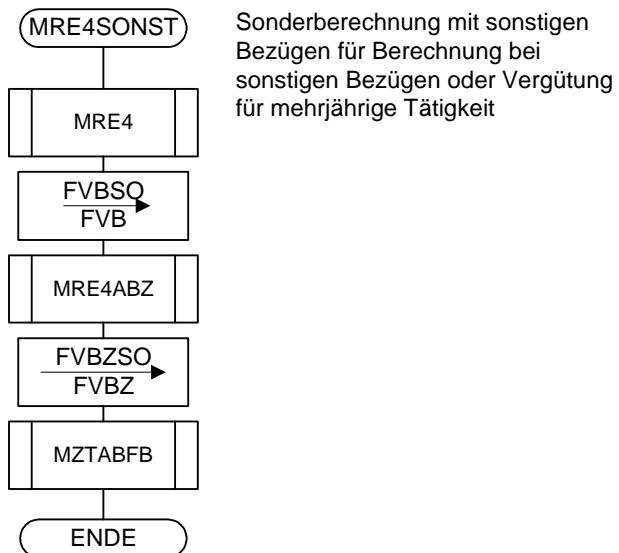 MRE4SONST
Sonderberechnung mit sonstigen
Bezügen für Berechnung bei
sonstigen Bezügen oder Vergütung
für mehrjährige Tätigkeit
MRE4
FVBSO
FVB
MRE4ABZ
FVBZSO
FVBZ
MZTABFB
ENDE